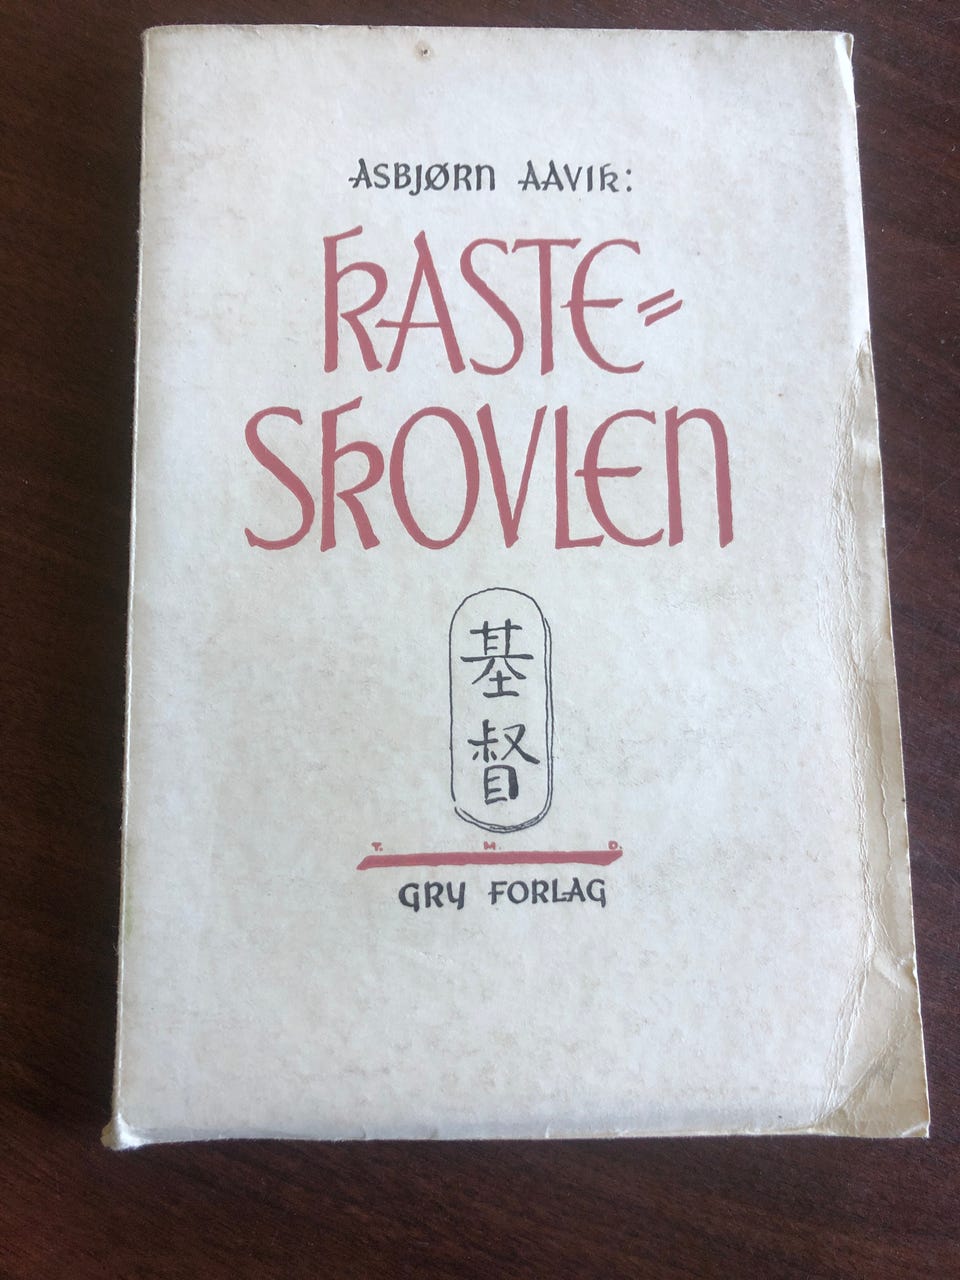 ASBJØRN AAVIK:
KASTE=
SKOVLEN
基
督
T. M. D.
GRY FORLAG